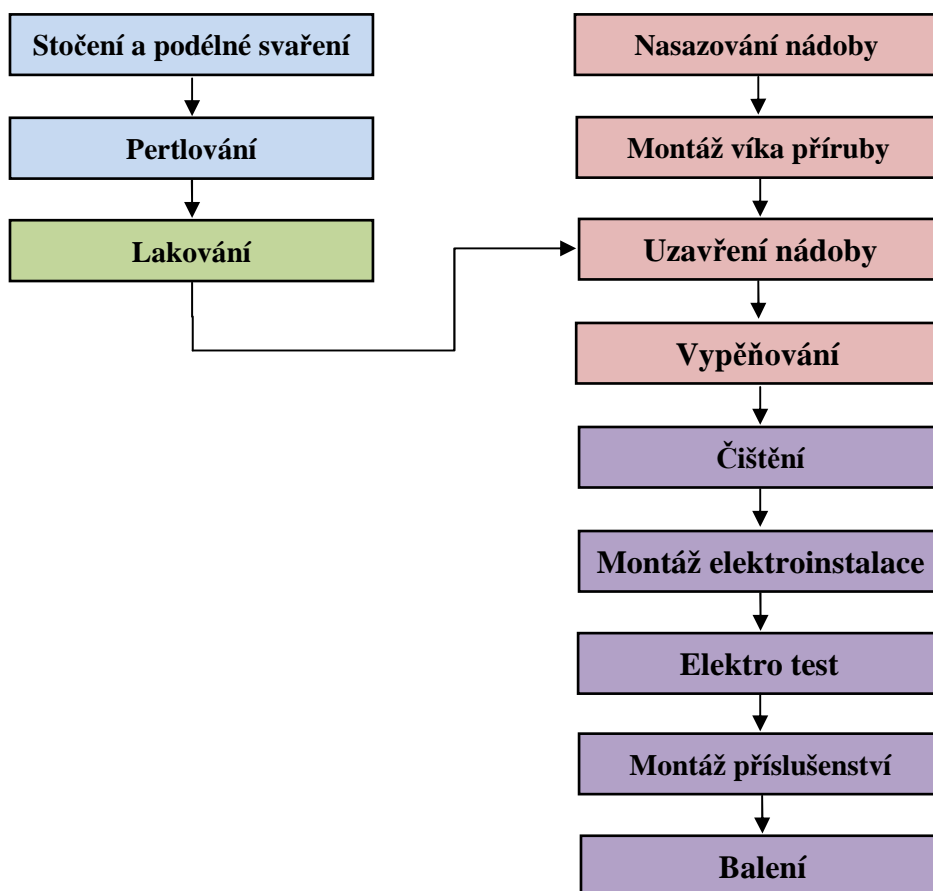 Stočení a podélné svaření
Pertlování
Lakování
Nasazování nádoby
Montáž víka příruby
Uzavření nádoby
Vypěňování
Čištění
Montáž elektroinstalace
Elektro test
Montáž příslušenství
Balení